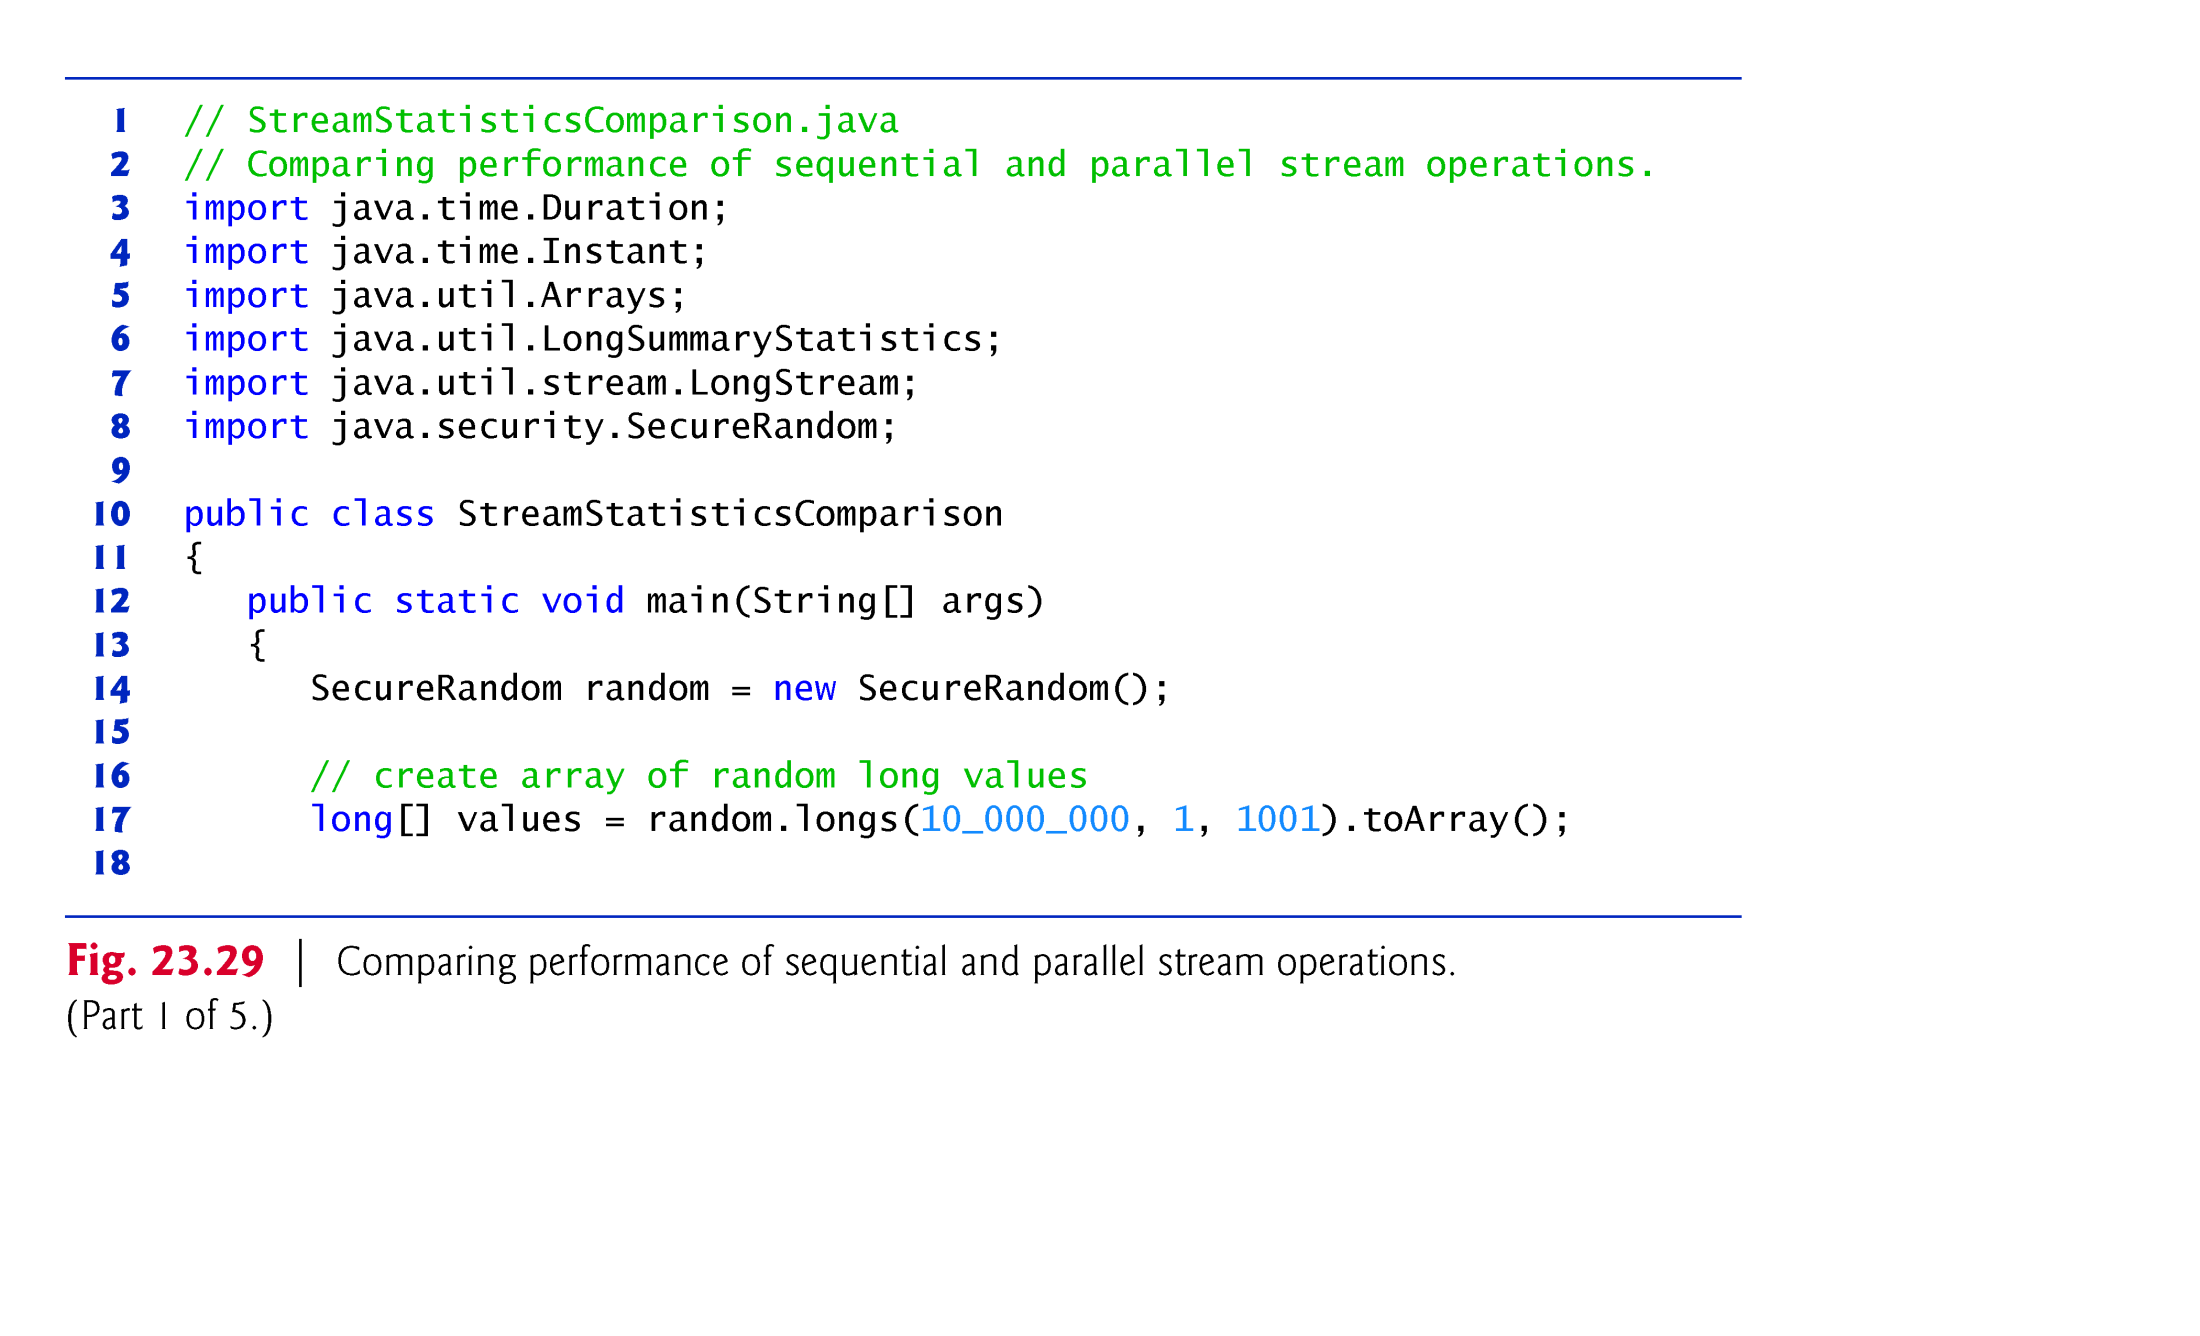 1 // StreamStatisticsComparison.java
2 // Comparing performance of sequential and parallel stream operations.
3 import java.time.Duration;
4 import java.time.Instant;
5 import java.util.Arrays;
6 import java.util.LongSummaryStatistics;
7 import java.util.stream.LongStream;
8 import java.security.SecureRandom;
9
10 public class StreamStatisticsComparison
11 {
12    public static void main(String[] args)
13    {
14       SecureRandom random = new SecureRandom();
15
16       // create array of random long values
17       long[] values = random.longs(10_000_000, 1, 1001).toArray();
18
Fig. 23.29 | Comparing performance of sequential and parallel stream operations.
(Part 1 of 5.)